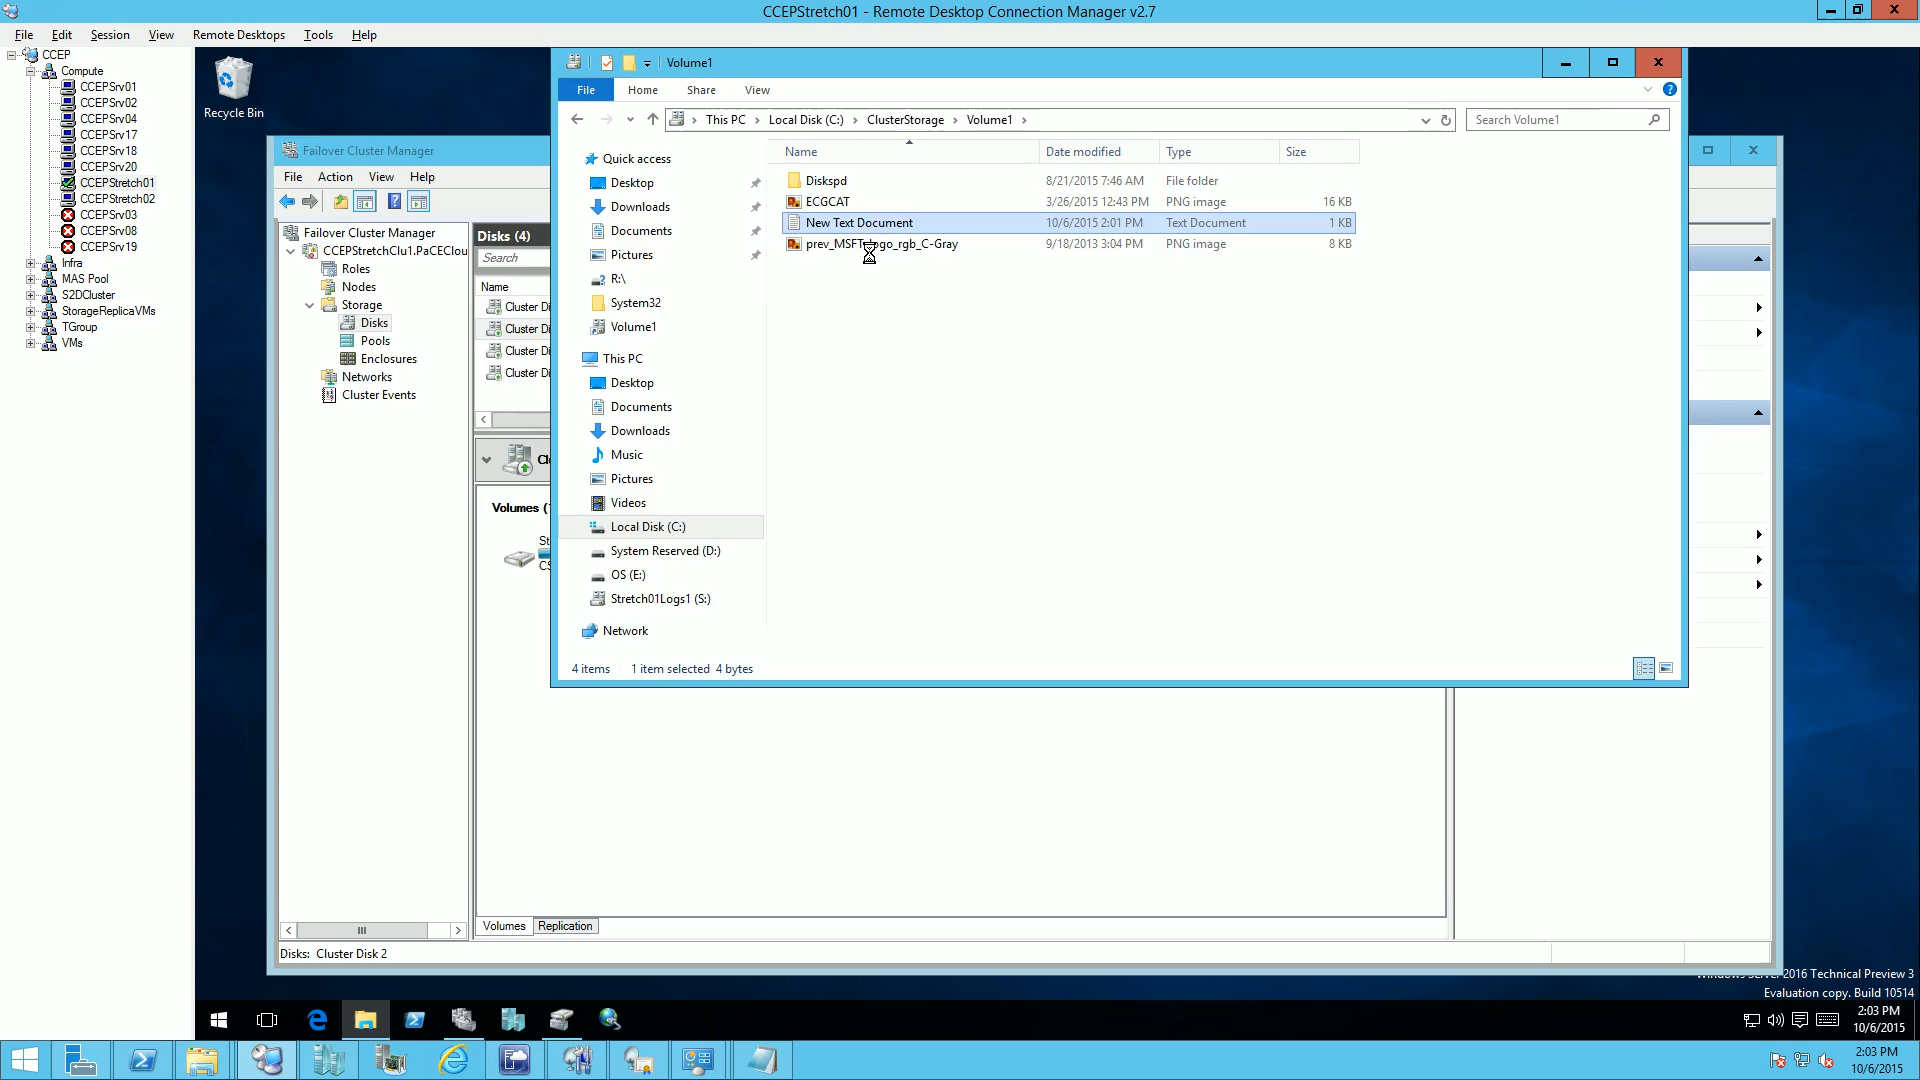 CCEPStretch01 - Remote Desktop Connection Manager v2.7
File Edit Session View Remote Desktops Tools Help
CCEP
Compute
CCEPSrv01
CCEPSrv02
CCEPSrv04
CCEPSrv17
CCEPSrv18
CCEPSrv20
CCEPStretch01
CCEPStretch02
CCEPSrv03
CCEPSrv08
CCEPSrv19
Infra
MAS Pool
S2DCluster
StorageReplicaVMs
TGroup
VMs
Recycle Bin
Failover Cluster Manager
File Action View Help
Failover Cluster Manager
CCEPStretchClu1.PaCEClou
Roles
Nodes
Storage
Disks
Pools
Enclosures
Networks
Cluster Events
Disks (4)
Search
Name
Cluster Di
Cluster Di
Cluster Di
Cluster Di
Volumes
Volumes Replication
Disks: Cluster Disk 2
Volume1
File Home Share View
This PC Local Disk (C:) ClusterStorage Volume1
Search Volume1
Quick access
Desktop
Downloads
Documents
Pictures
R:\
System32
Volume1
This PC
Desktop
Documents
Downloads
Music
Pictures
Videos
Local Disk (C:)
System Reserved (D:)
OS (E:)
Stretch01Logs1 (S:)
Network
Name Date modified Type Size
Diskspd 8/21/2015 7:46 AM File folder
ECGCAT 3/26/2015 12:43 PM PNG image 16 KB
New Text Document 10/6/2015 2:01 PM Text Document 1 KB
prev_MSFT_logo_rgb_C-Gray 9/18/2013 3:04 PM PNG image 8 KB
4 items 1 item selected 4 bytes
2016 Technical Preview 3
Evaluation copy. Build 10514
2:03 PM
10/6/2015
2:03 PM
10/6/2015